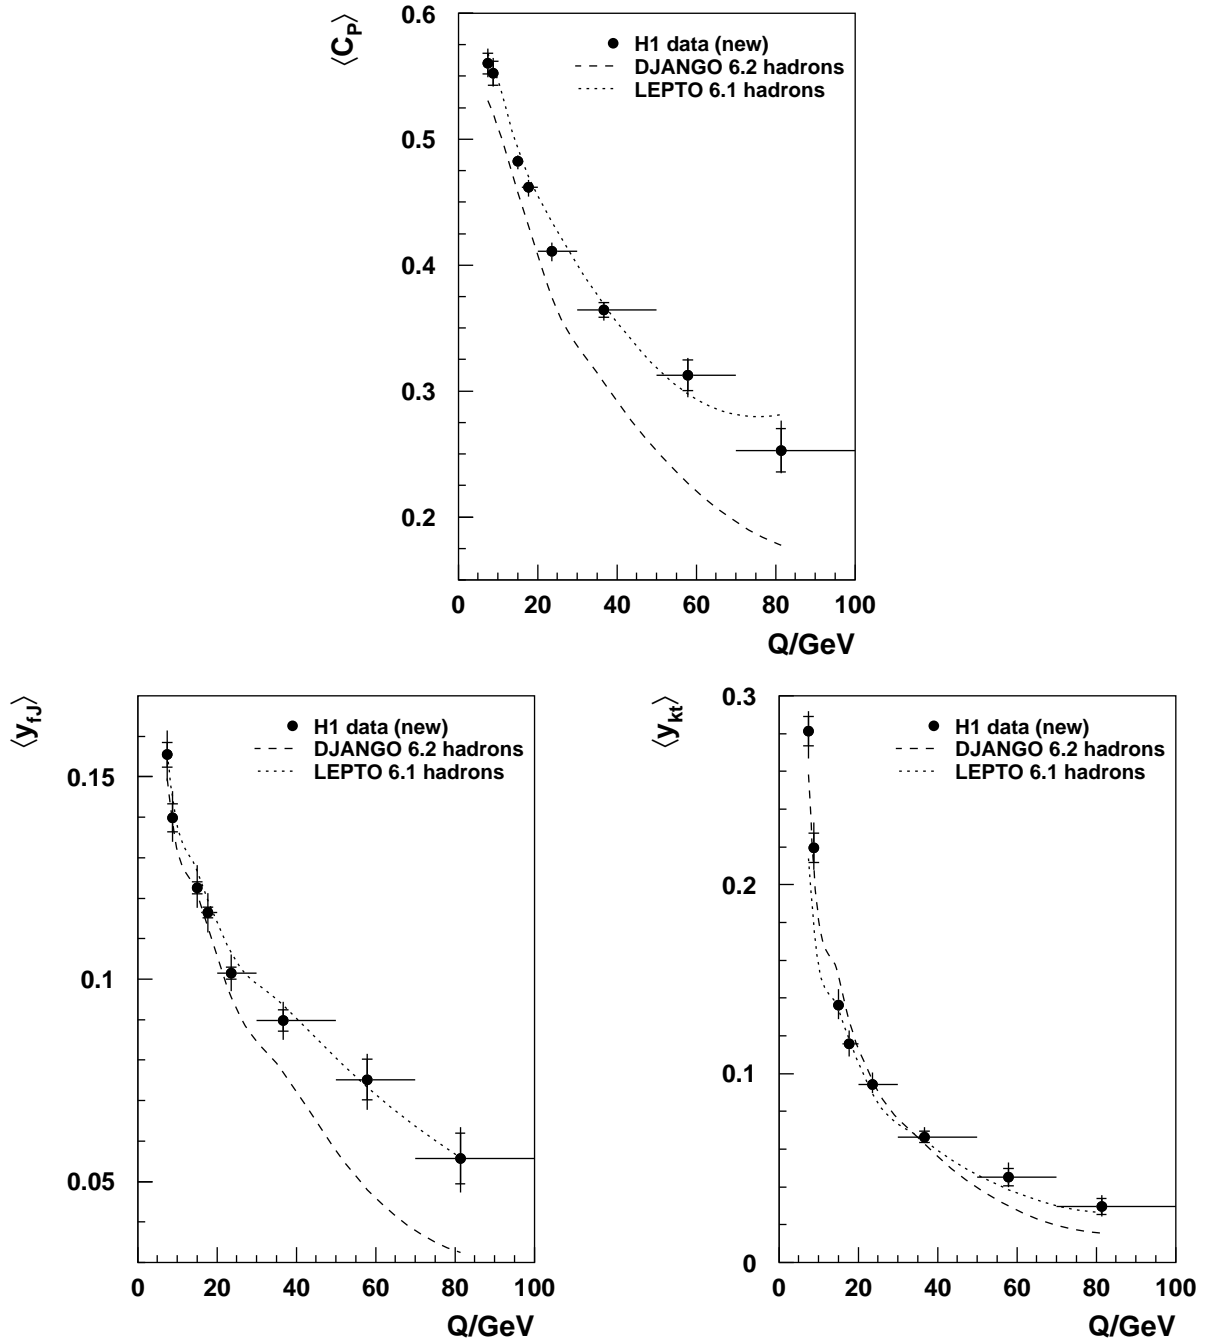 ⟨C_P⟩
0.6
H1 data (new)
DJANGO 6.2 hadrons
LEPTO 6.1 hadrons
0.5
0.4
0.3
0.2
0 20 40 60 80 100
Q/GeV
⟨y_fJ⟩
H1 data (new)
DJANGO 6.2 hadrons
LEPTO 6.1 hadrons
0.15
0.1
0.05
0 20 40 60 80 100
Q/GeV
⟨y_kt⟩
0.3
H1 data (new)
DJANGO 6.2 hadrons
LEPTO 6.1 hadrons
0.2
0.1
0
0 20 40 60 80 100
Q/GeV